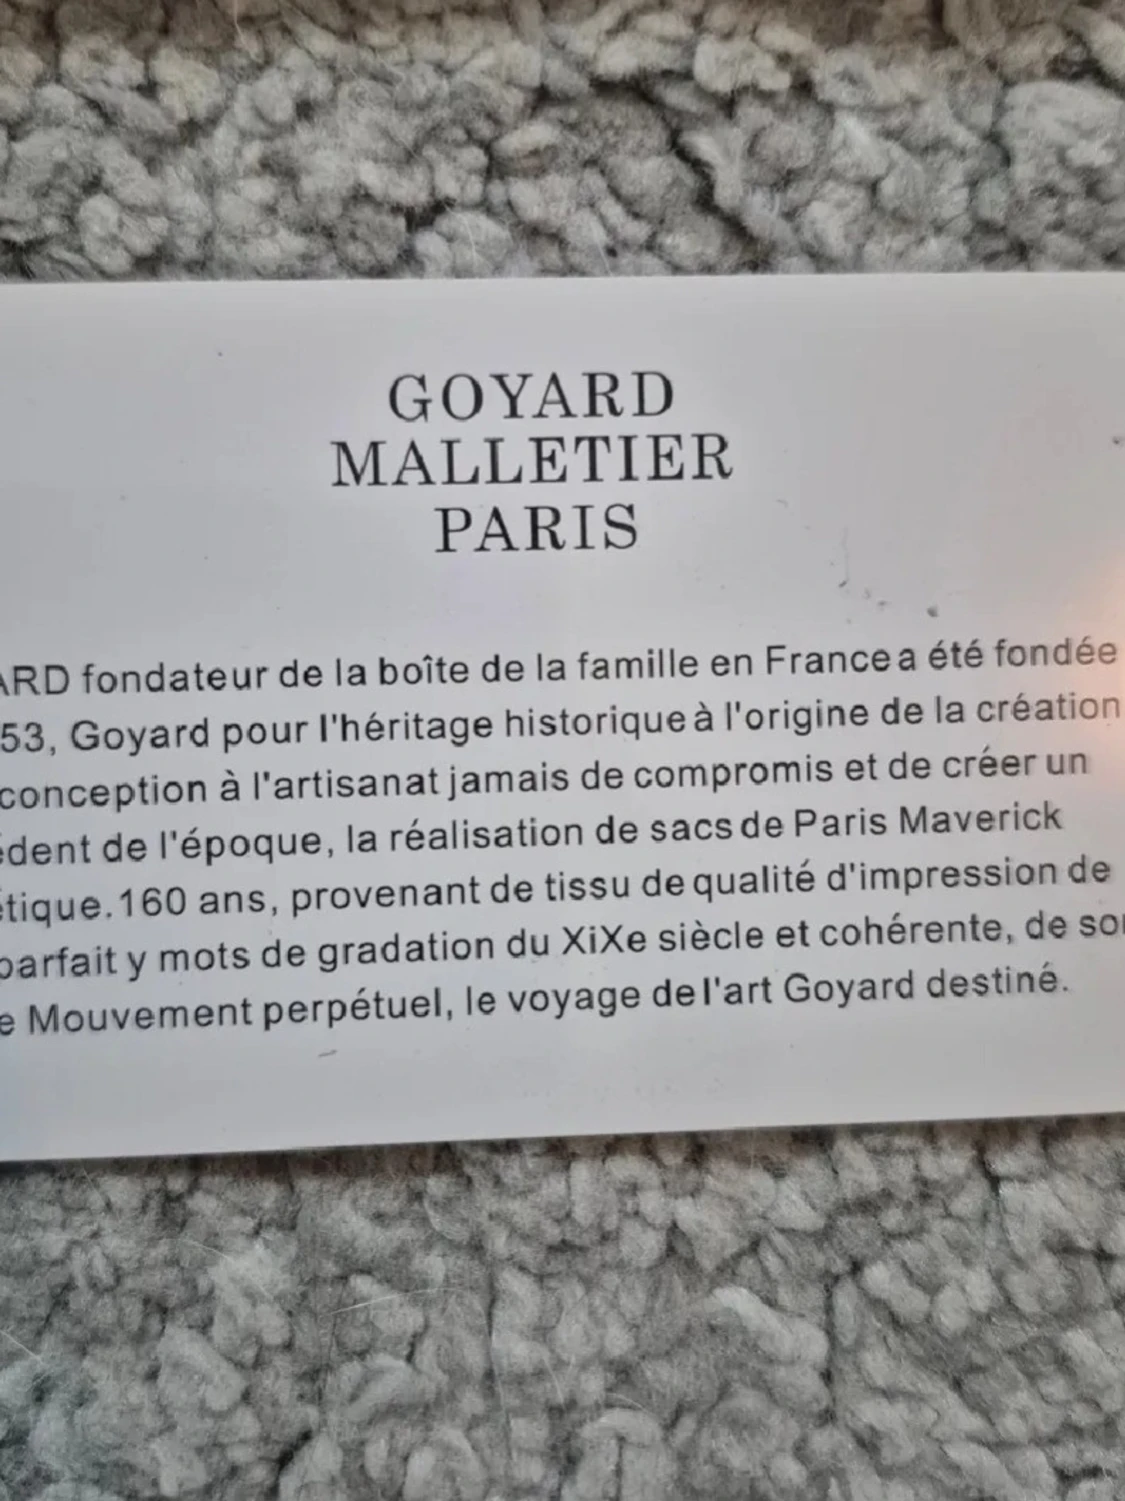 GOYARD
MALLETIER
PARIS
ARD fondateur de la boîte de la famille en France a été fondée
53, Goyard pour l'héritage historique à l'origine de la création
conception à l'artisanat jamais de compromis et de créer un
édent de l'époque, la réalisation de sacs de Paris Maverick
étique. 160 ans, provenant de tissu de qualité d'impression de
parfait y mots de gradation du XiXe siècle et cohérente, de son
e Mouvement perpétuel, le voyage de l'art Goyard destiné.